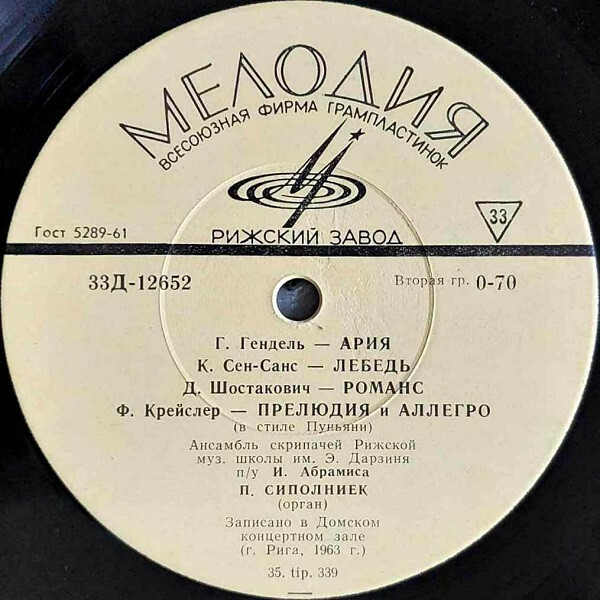 МЕЛОДИЯ
ВСЕСОЮЗНАЯ ФИРМА ГРАМПЛАСТИНОК
33
Гост 5289-61
РИЖСКИЙ ЗАВОД
33Д-12652
Вторая гр. 0-70
Г. Гендель — АРИЯ
К. Сен-Санс — ЛЕБЕДЬ
Д. Шостакович — РОМАНС
Ф. Крейслер — ПРЕЛЮДИЯ и АЛЛЕГРО
(в стиле Пуньяни)
Ансамбль скрипачей Рижской
муз. школы им. Э. Дарзиня
п/у И. Абрамиса
П. СИПОЛНИЕК
(орган)
Записано в Домском
концертном зале
(г. Рига, 1963 г.)
35. tip. 339